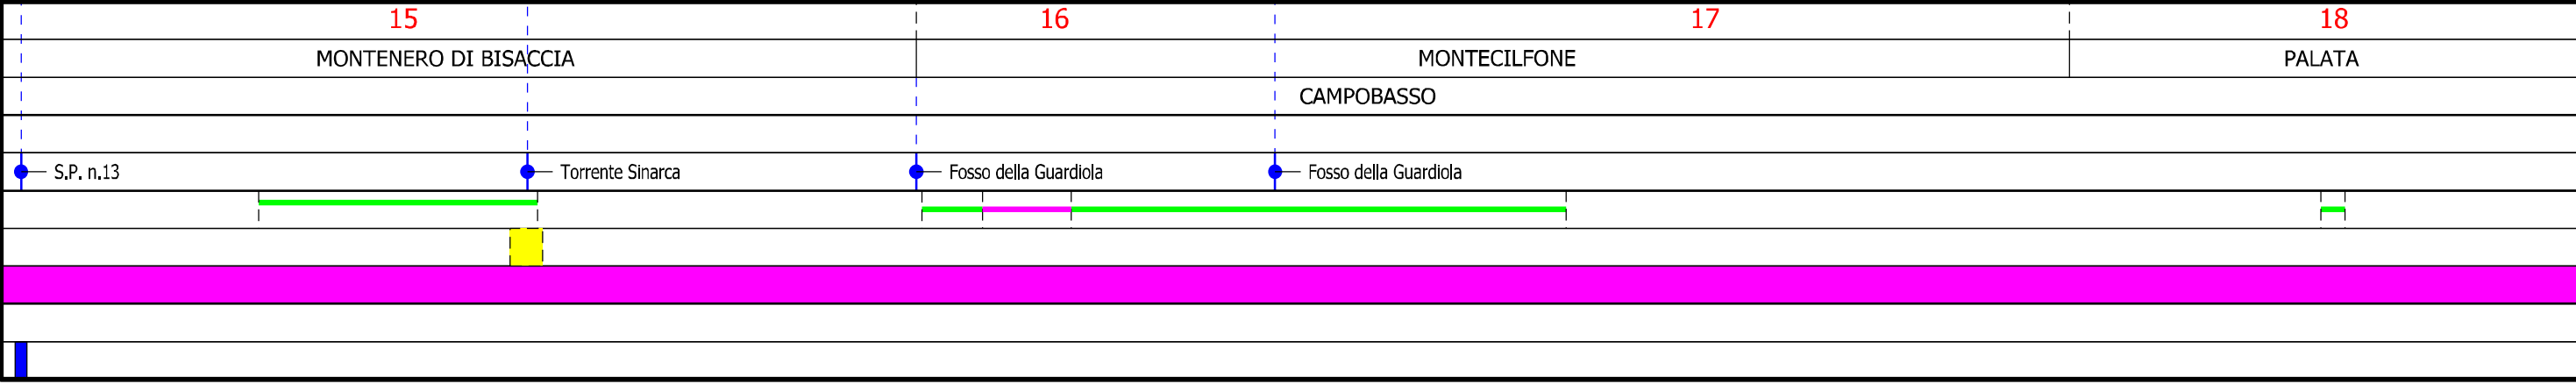 15 16 17 18
MONTENERO DI BISACCIA MONTECILFONE PALATA
CAMPOBASSO
S.P. n.13 Torrente Sinarca Fosso della Guardiola Fosso della Guardiola